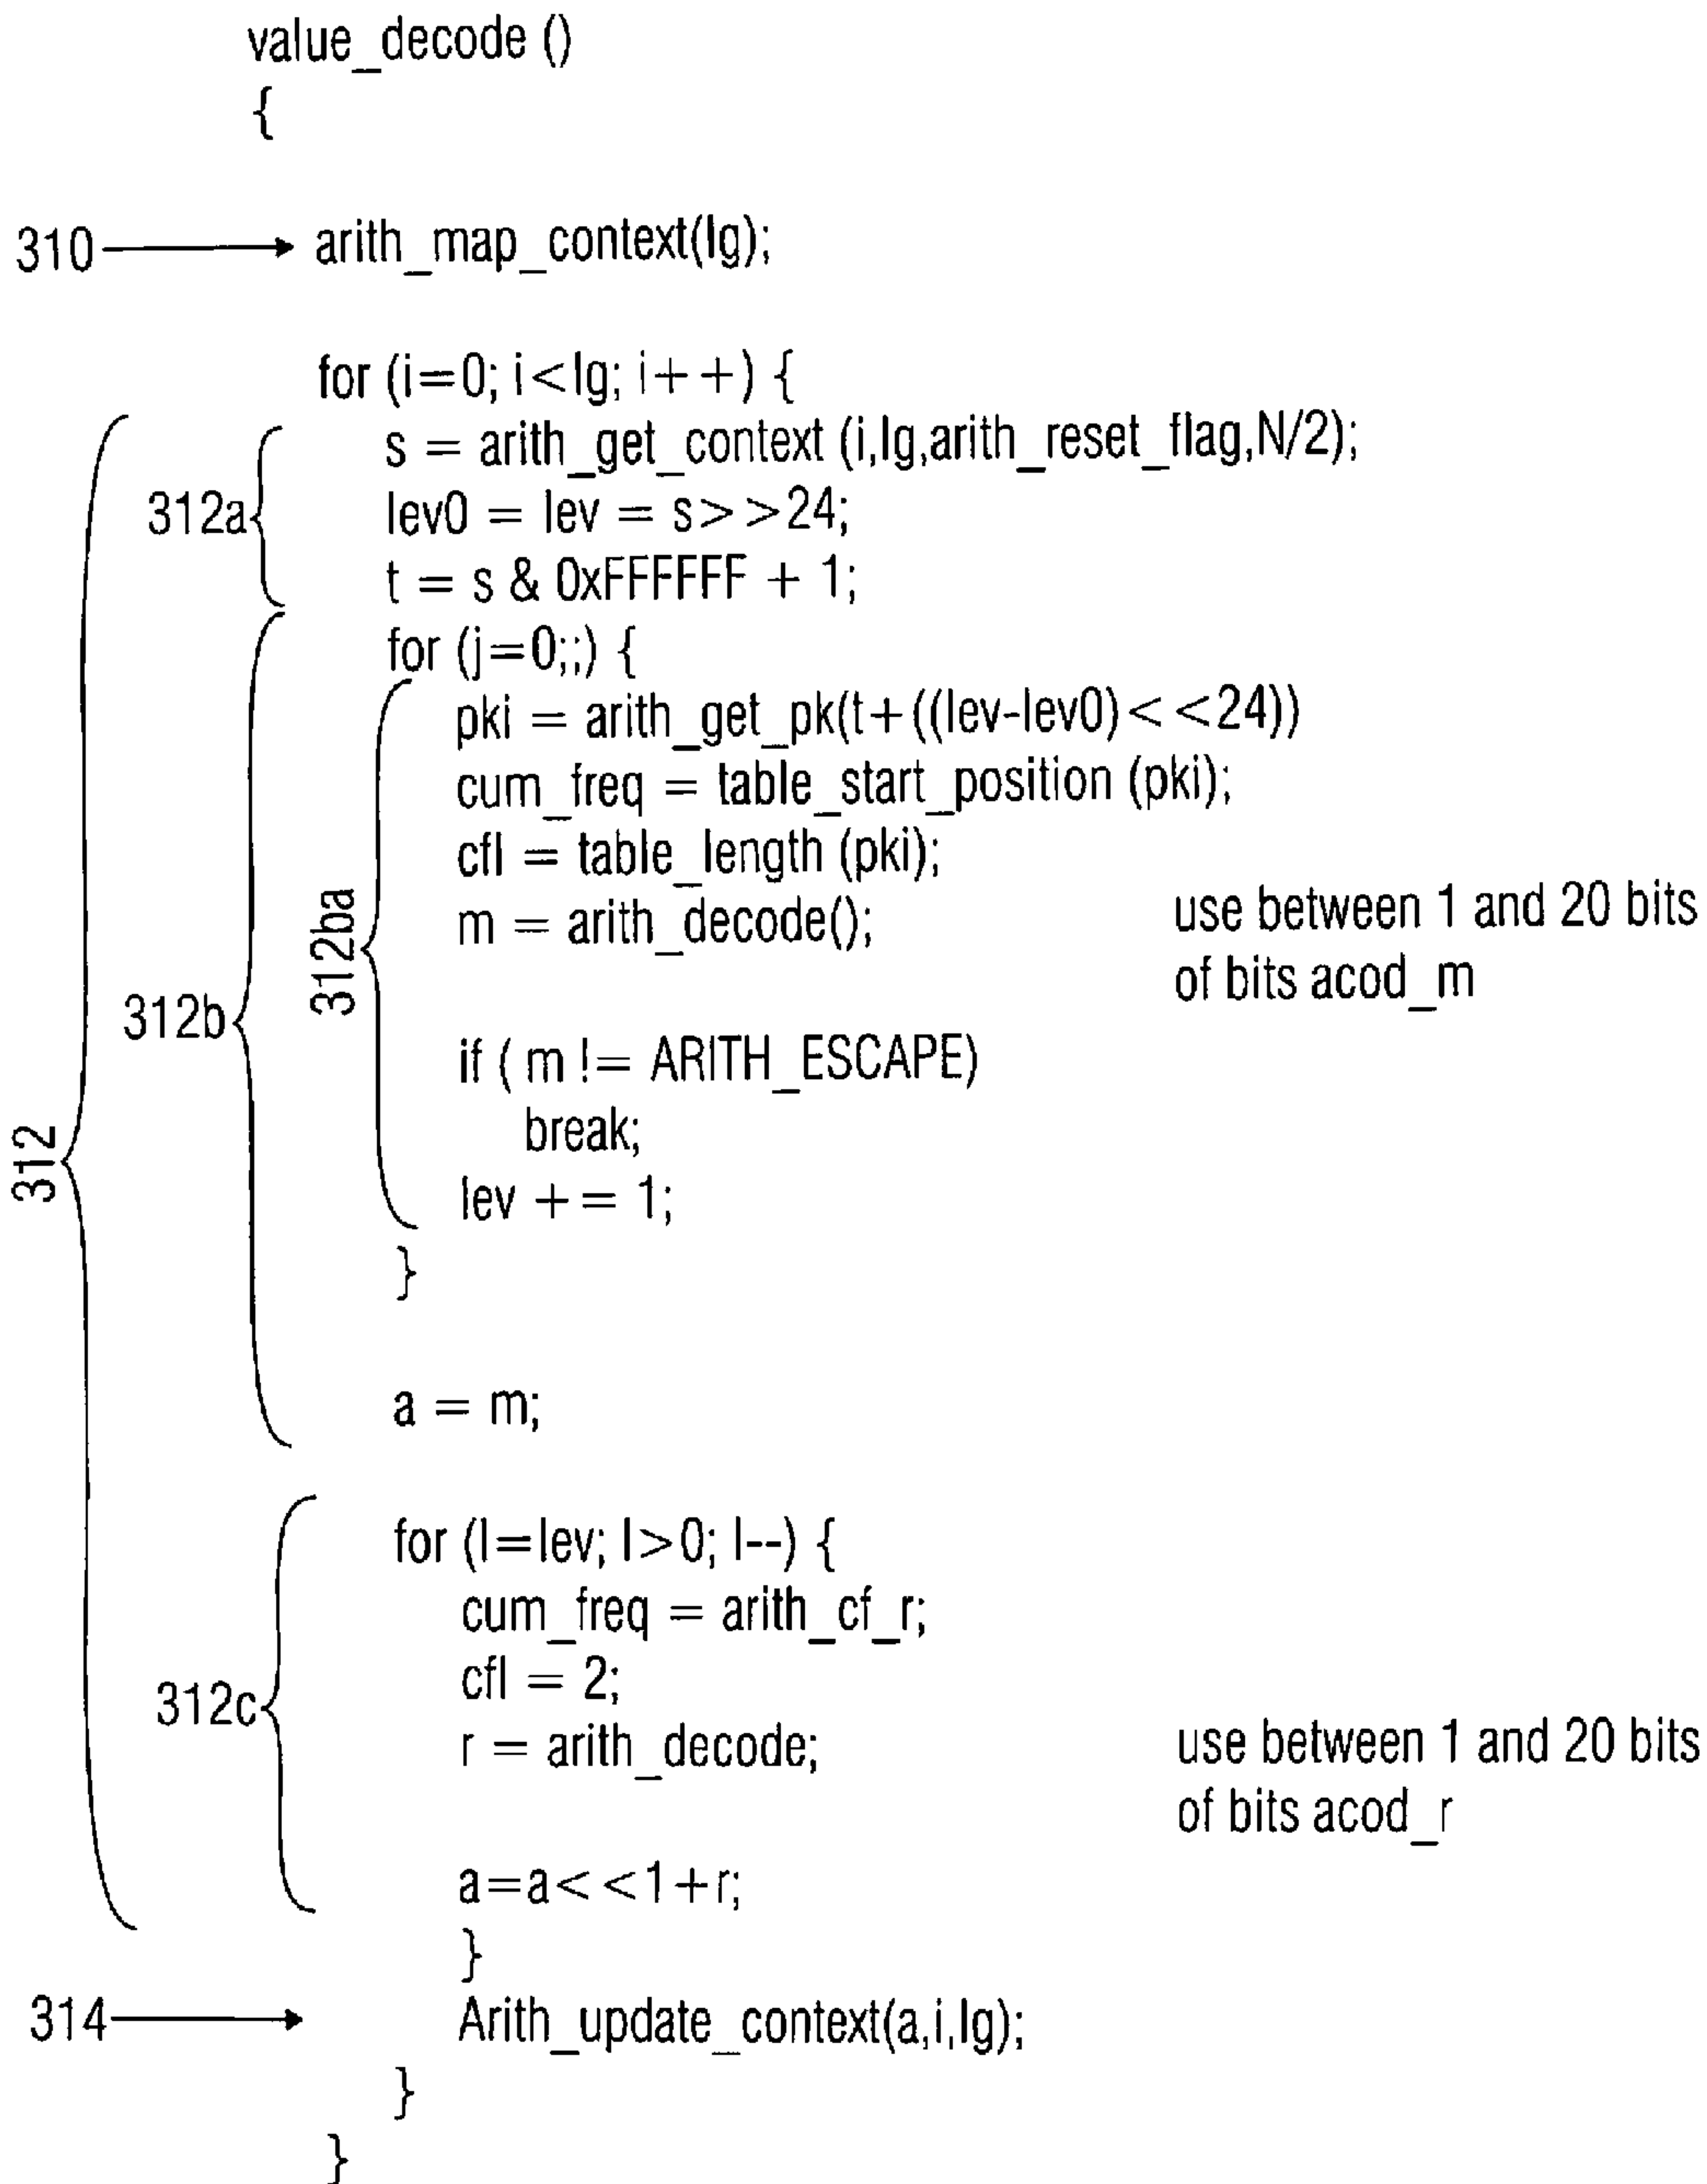 value_decode ()
{
310 arith_map_context(lg);
for (i=0; i<lg; i++) {
s = arith_get_context (i,lg,arith_reset_flag,N/2);
312a lev0 = lev = s>>24;
t = s & 0xFFFFFF + 1;
for (j=0;;) {
pki = arith_get_pk(t+((lev-lev0)<<24))
cum_freq = table_start_position (pki);
cfl = table_length (pki);
m = arith_decode(); use between 1 and 20 bits
of bits acod_m
312ba
312b
if ( m != ARITH_ESCAPE)
break;
312
lev += 1;
}
a = m;
for (l=lev; l>0; l--) {
cum_freq = arith_cf_r;
cfl = 2;
312c
r = arith_decode; use between 1 and 20 bits
of bits acod_r
a=a<<1+r;
}
314 Arith_update_context(a,i,lg);
}
}